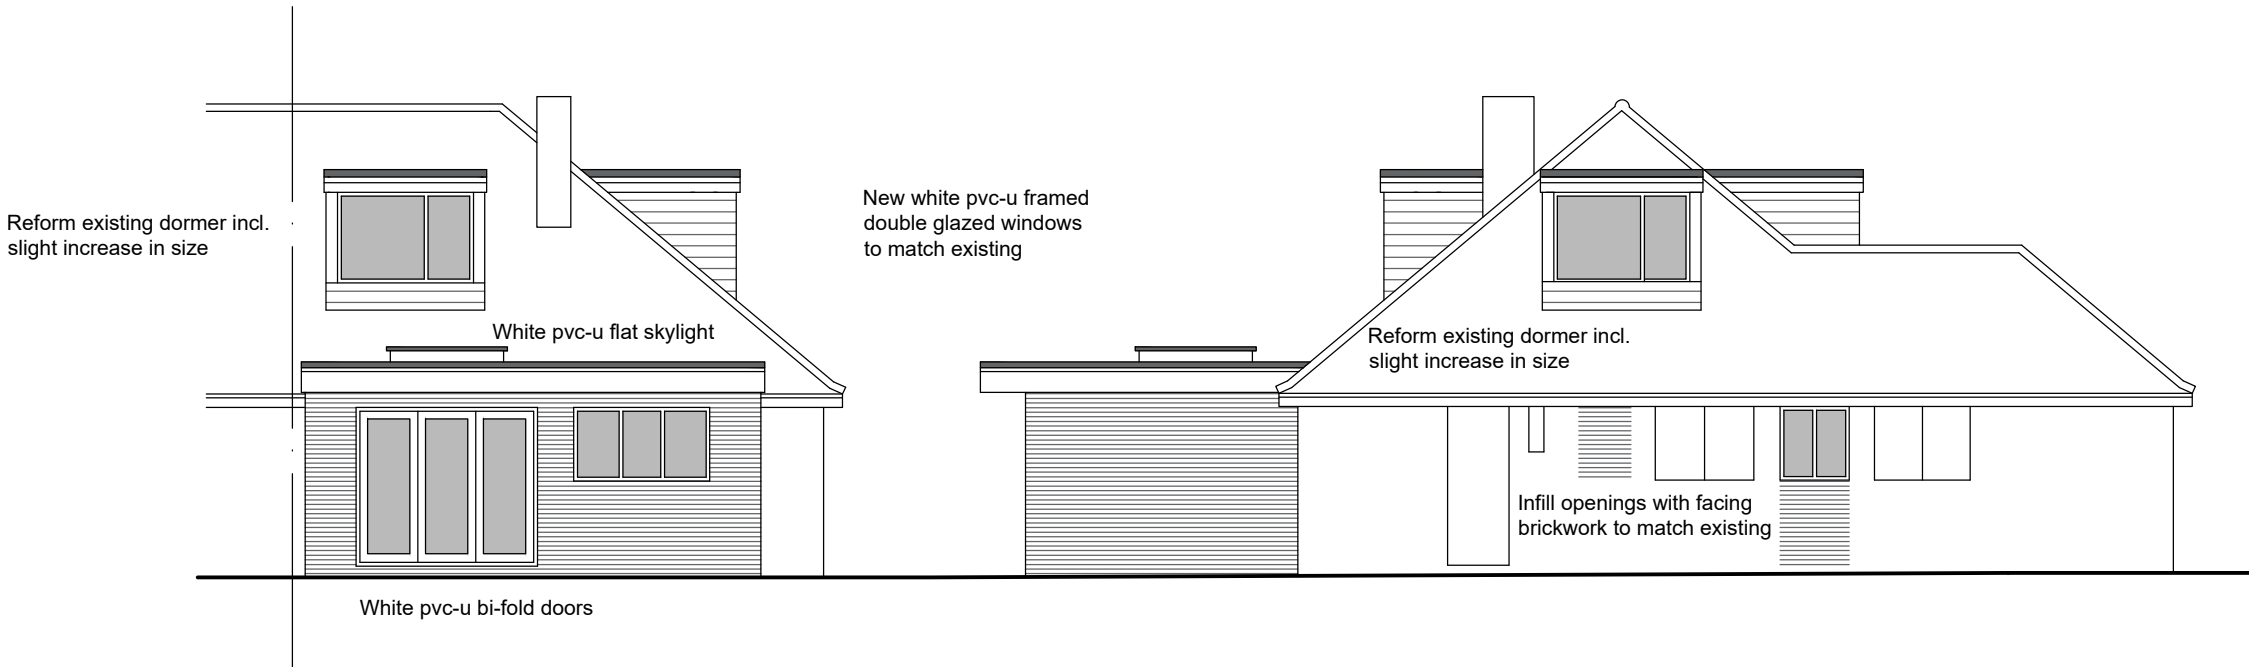 Reform existing dormer incl.
slight increase in size
White pvc-u flat skylight
White pvc-u bi-fold doors
New white pvc-u framed
double glazed windows
to match existing
Reform existing dormer incl.
slight increase in size
Infill openings with facing
brickwork to match existing